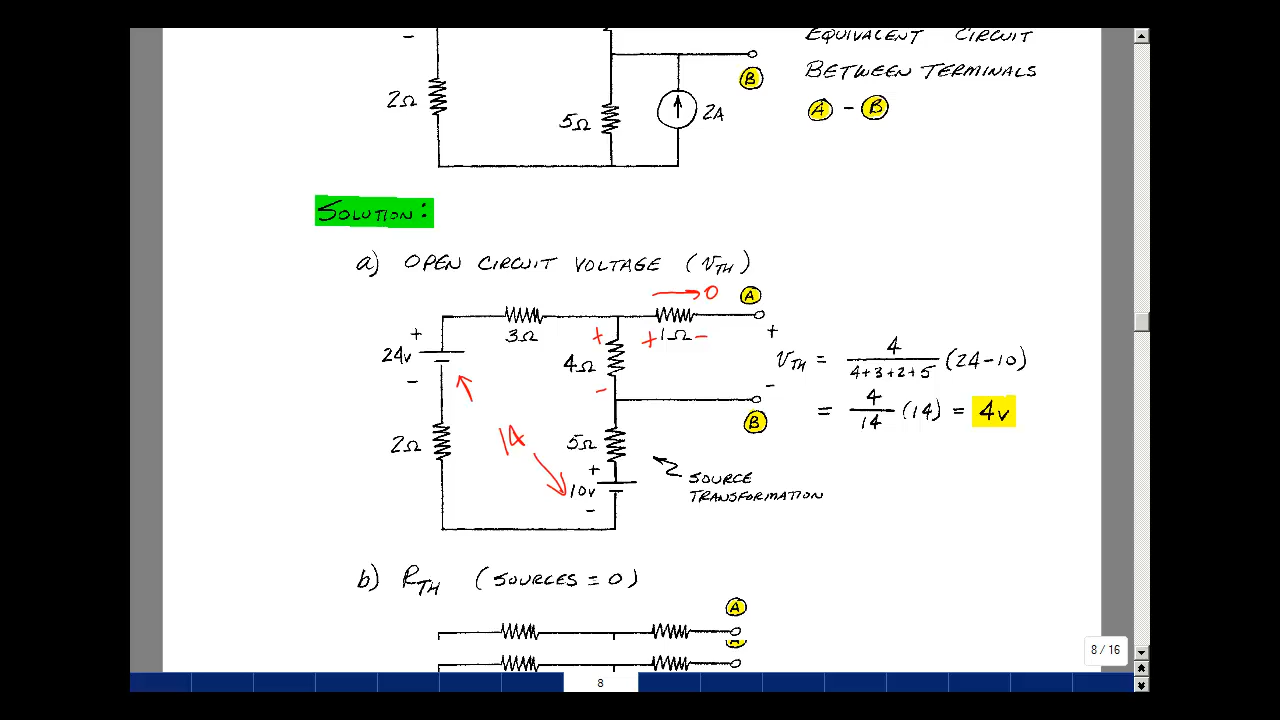 -
EQUIVALENT CIRCUIT
BETWEEN TERMINALS
A - B
B
2Ω
5Ω
2A
SOLUTION:
a) OPEN CIRCUIT VOLTAGE (VTH)
0
A
3Ω
+ 1Ω -
+
24v
-
+
4Ω
-
+
-
B
VTH = 4 / 4+3+2+5 (24-10)
= 4 / 14 (14) = 4v
2Ω
14
5Ω
+
10v
-
SOURCE
TRANSFORMATION
b) RTH (SOURCES = 0)
A
8 / 16
8